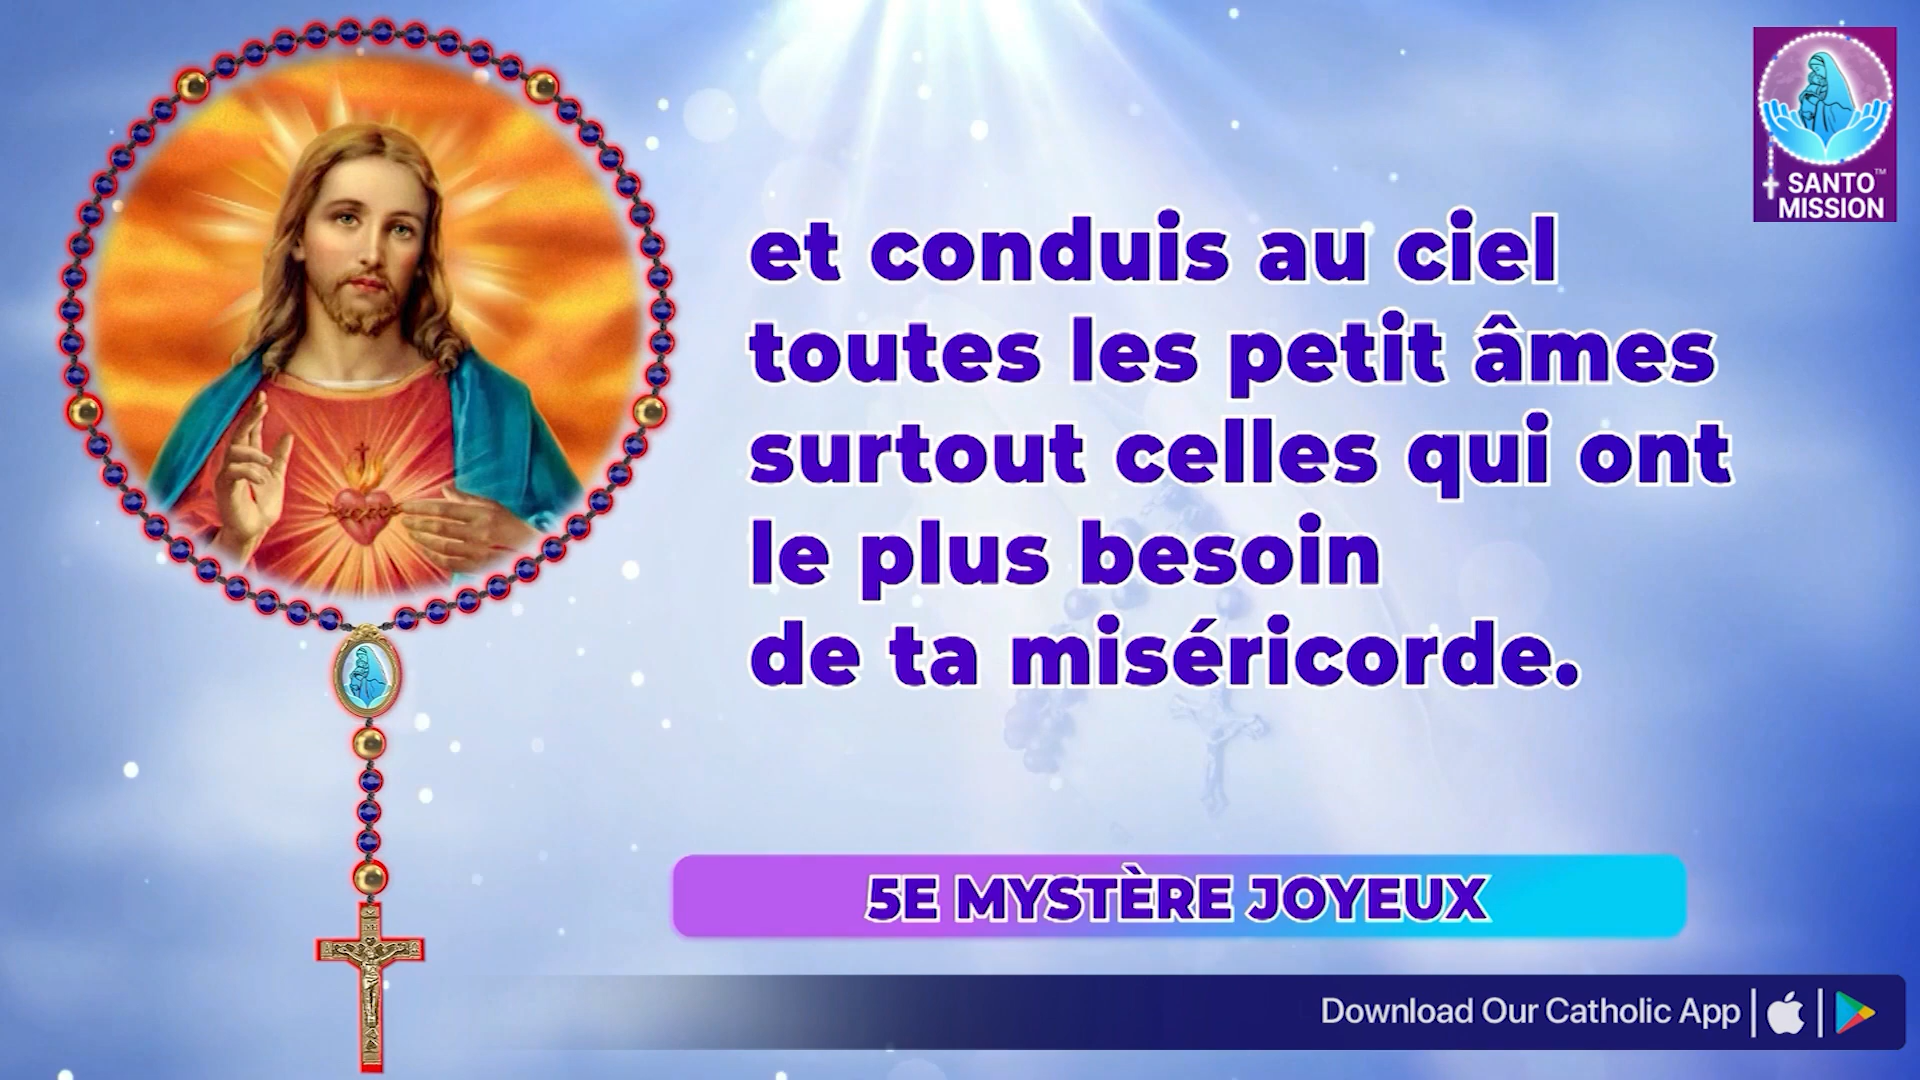 SANTO™
MISSION
et conduis au ciel
toutes les petit âmes
surtout celles qui ont
le plus besoin
de ta miséricorde.
5E MYSTÈRE JOYEUX
Download Our Catholic App